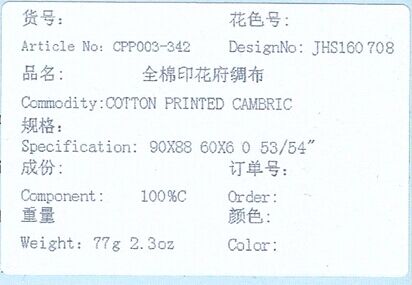 货号: 花色号:
Article No: CPP003-342 DesignNo: JHS160708
品名: 全棉印花府绸布
Commodity:COTTON PRINTED CAMBRIC
规格:
Specification: 90X88 60X6 0 53/54″
成份: 订单号:
Component: 100%C Order:
重量 颜色:
Weight: 77g 2.3oz Color: